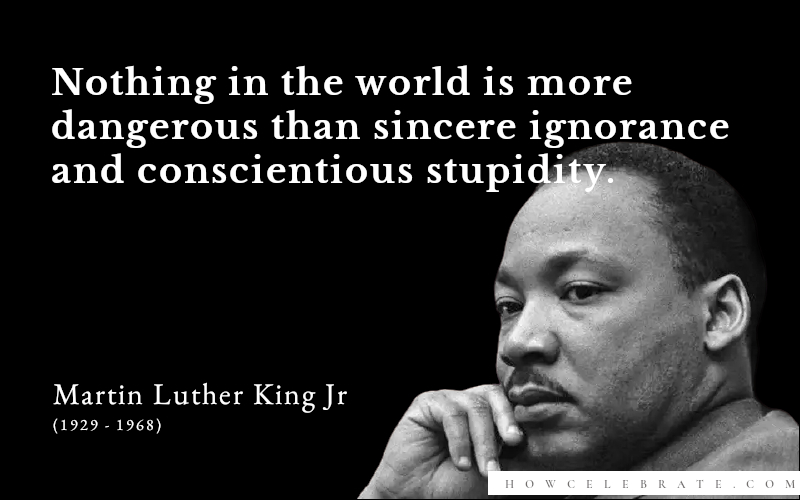 Nothing in the world is more
dangerous than sincere ignorance
and conscientious stupidity.
Martin Luther King Jr
(1929 - 1968)
HOWCELEBRATE.COM